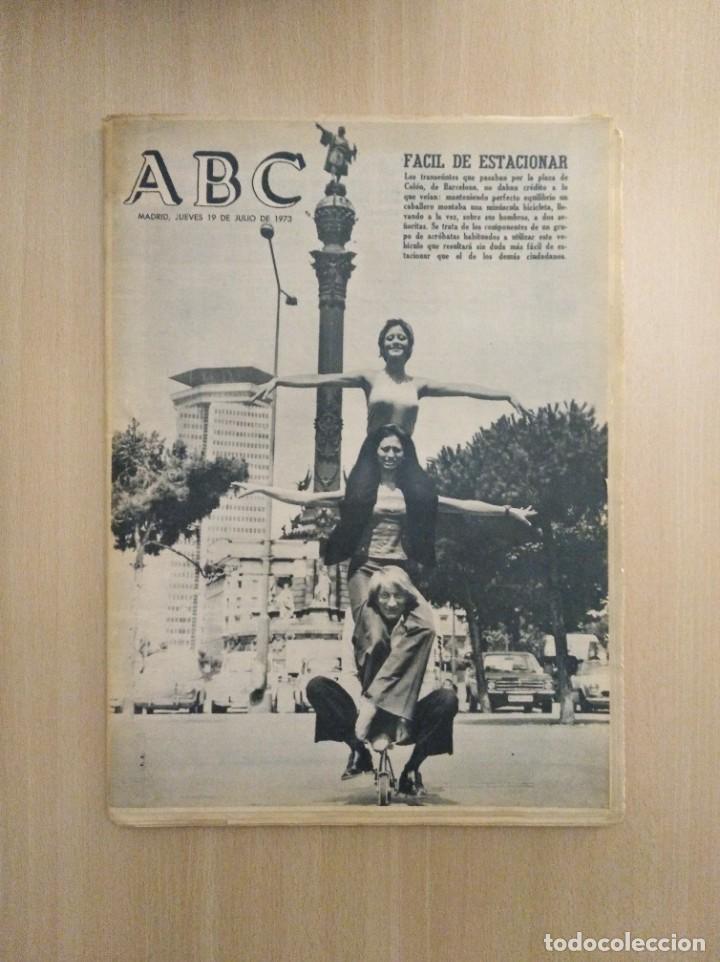 ABC
MADRID, JUEVES 19 DE JULIO DE 1973
FACIL DE ESTACIONAR
Los transeúntes que pasaban por la plaza de
Colón, de Barcelona, no daban crédito a lo
que veían: manteniendo perfecto equilibrio un
caballero montaba una minúscula bicicleta, lle-
vando a la vez, sobre sus hombros, a dos se-
ñoritas. Se trata de los componentes de un gru-
po de acróbatas habituados a utilizar este ve-
hículo que resultará sin duda más fácil de es-
tacionar que el de los demás ciudadanos.
todocoleccion
todocoleccion.net